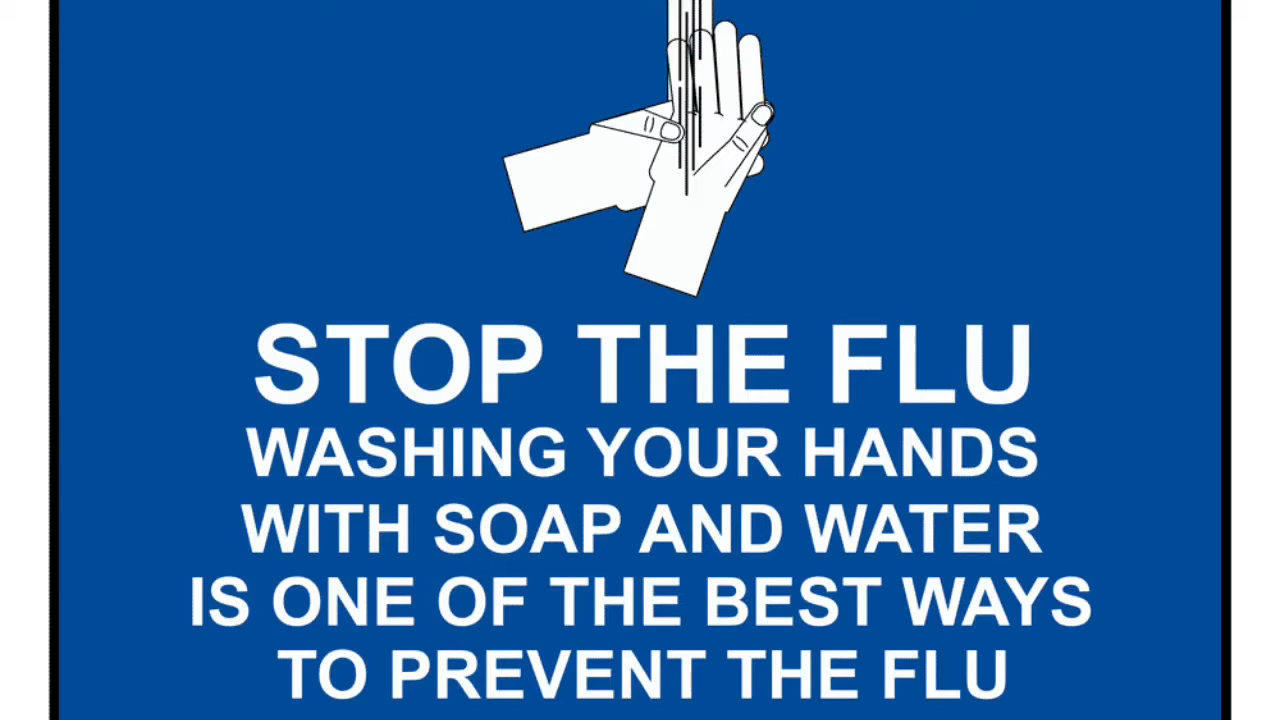 STOP THE FLU
WASHING YOUR HANDS
WITH SOAP AND WATER
IS ONE OF THE BEST WAYS
TO PREVENT THE FLU